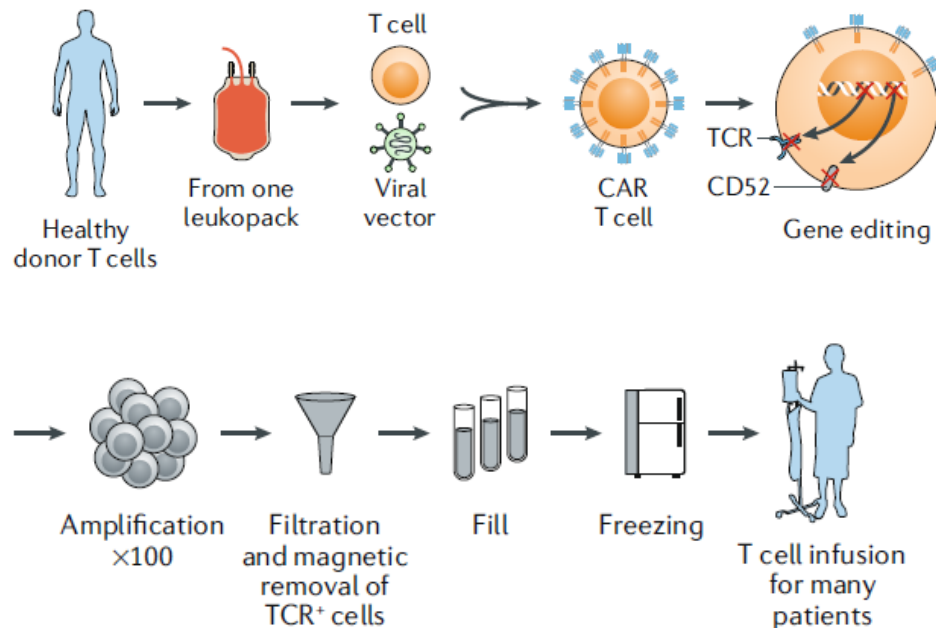 T cell
From one
leukopack
Viral
vector
CAR
T cell
TCR
CD52
Gene editing
Healthy
donor T cells
Amplification
×100
Filtration
and magnetic
removal of
TCR⁺ cells
Fill
Freezing
T cell infusion
for many
patients